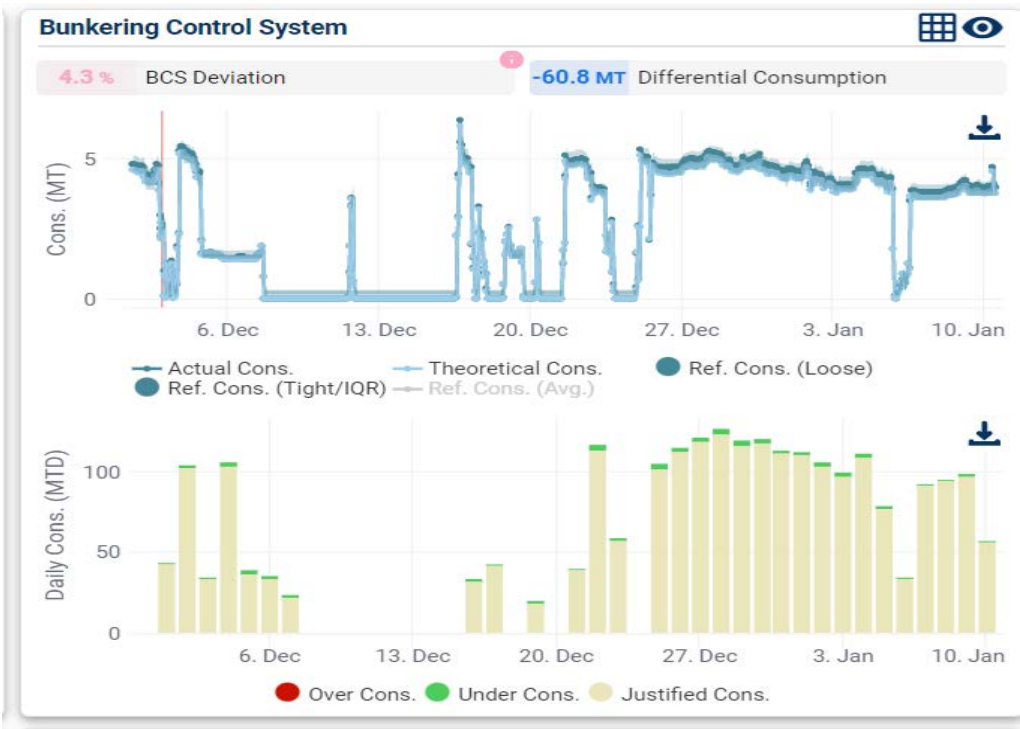 Bunkering Control System
4.3 % BCS Deviation
-60.8 MT Differential Consumption
Cons. (MT)
5
0
6. Dec 13. Dec 20. Dec 27. Dec 3. Jan 10. Jan
Actual Cons. Theoretical Cons. Ref. Cons. (Loose)
Ref. Cons. (Tight/IQR) Ref. Cons. (Avg.)
Daily Cons. (MTD)
100
50
0
6. Dec 13. Dec 20. Dec 27. Dec 3. Jan 10. Jan
Over Cons. Under Cons. Justified Cons.